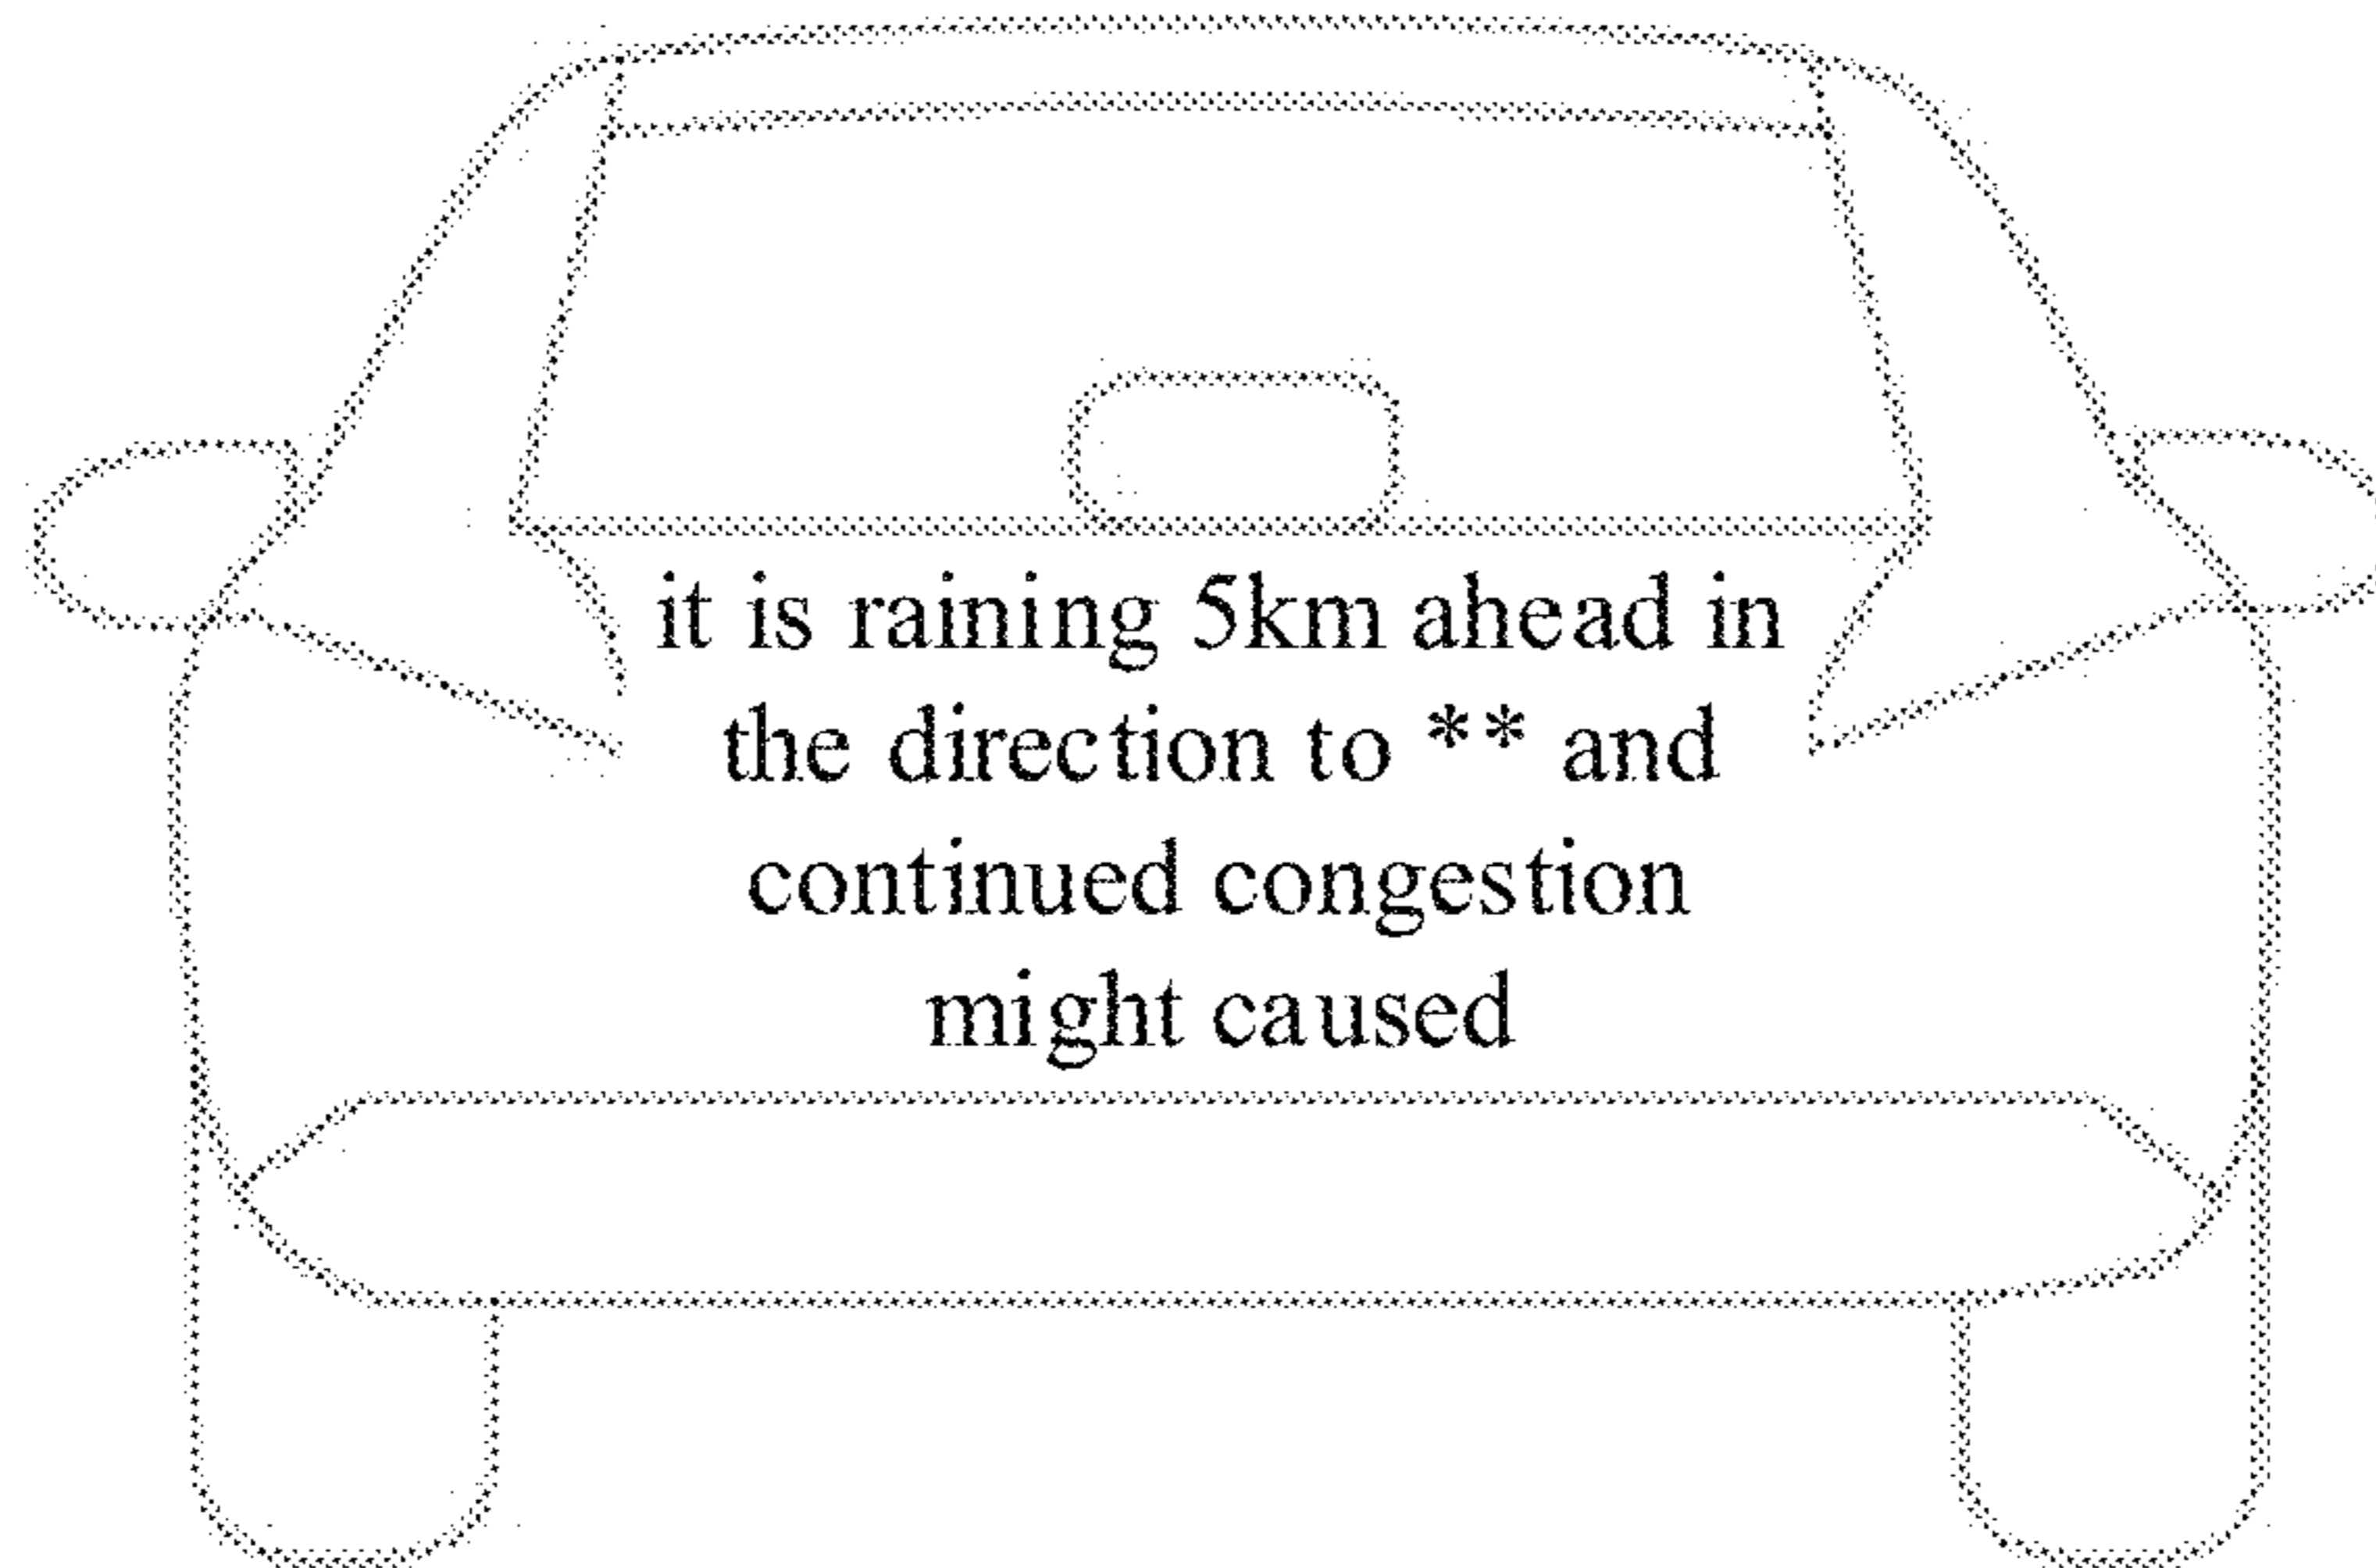 it is raining 5km ahead in
the direction to ** and
continued congestion
might caused